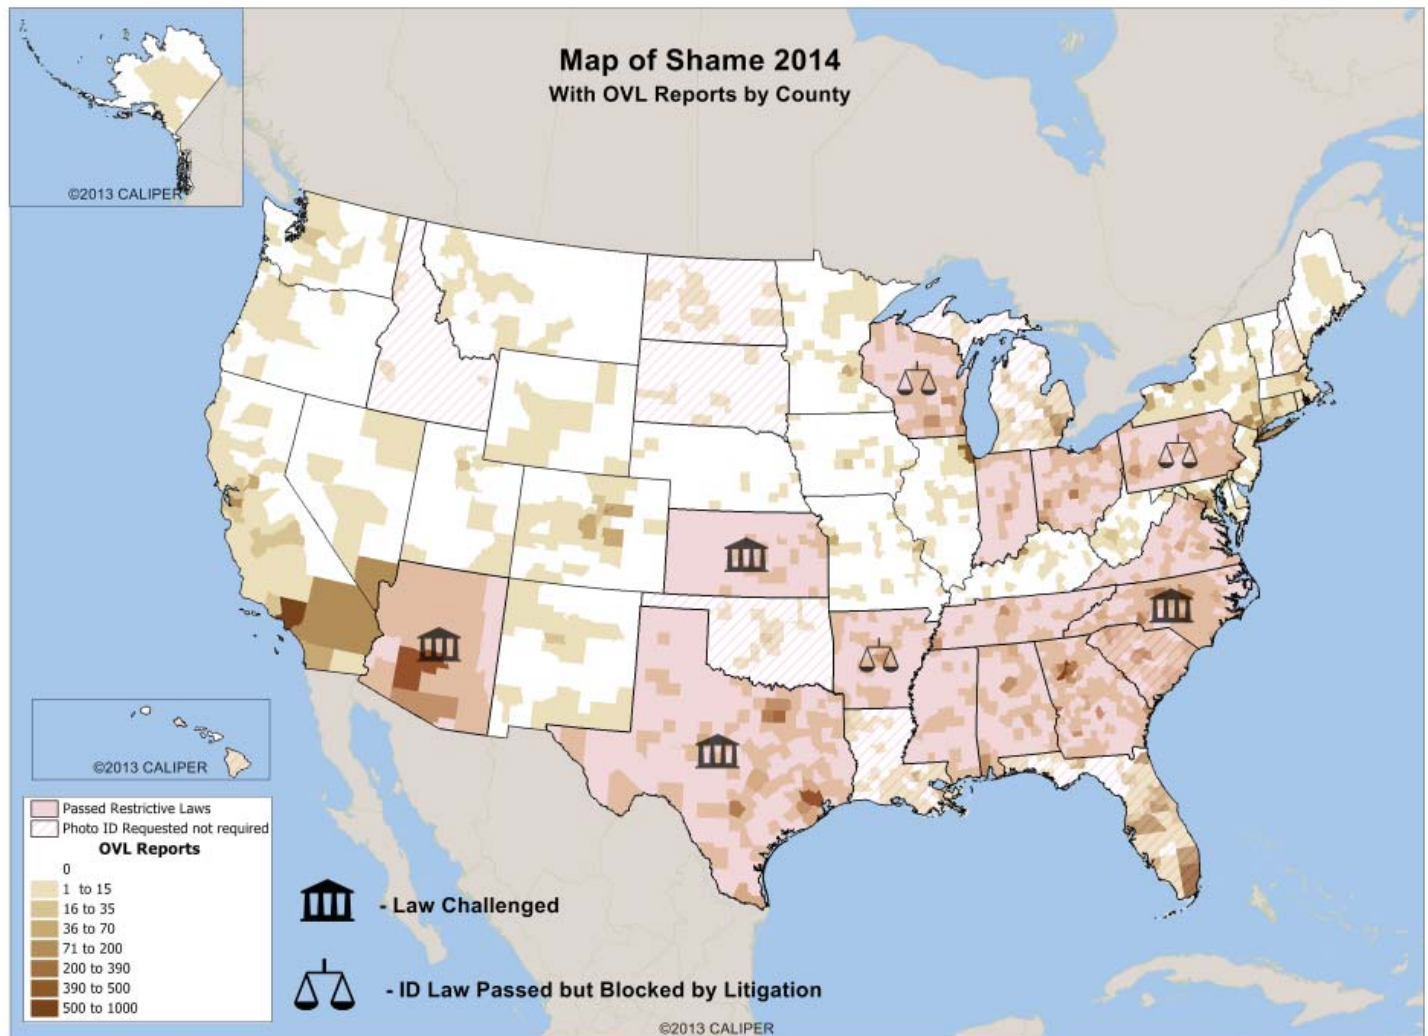 Map of Shame 2014
With OVL Reports by County
©2013 CALIPER
©2013 CALIPER
Passed Restrictive Laws
Photo ID Requested not required
OVL Reports
0
1 to 15
16 to 35
36 to 70
71 to 200
200 to 390
390 to 500
500 to 1000
- Law Challenged
- ID Law Passed but Blocked by Litigation
©2013 CALIPER